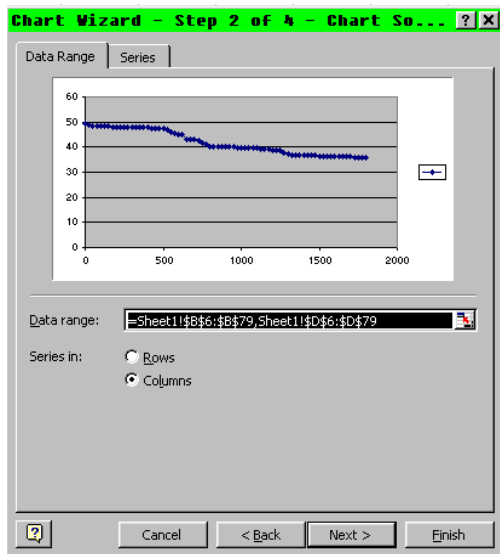 Chart Wizard - Step 2 of 4 - Chart So... ? X
Data Range Series
60
50
40
30
20
10
0
0 500 1000 1500 2000
Data range: =Sheet1!$B$6:$B$79,Sheet1!$D$6:$D$79
Series in: Rows
Columns
? Cancel < Back Next > Finish